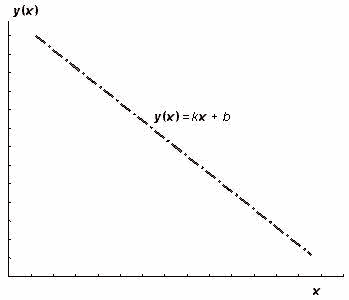 y(x)
y(x) = kx + b
x